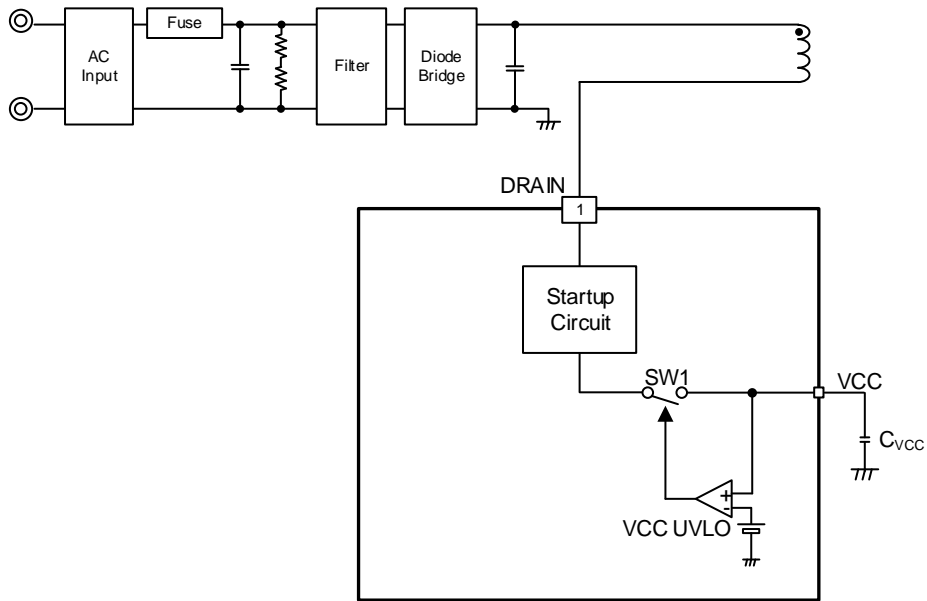 AC
Input
Fuse
Filter
Diode
Bridge
DRAIN
1
Startup
Circuit
SW1
VCC
CVCC
+
-
VCC UVLO